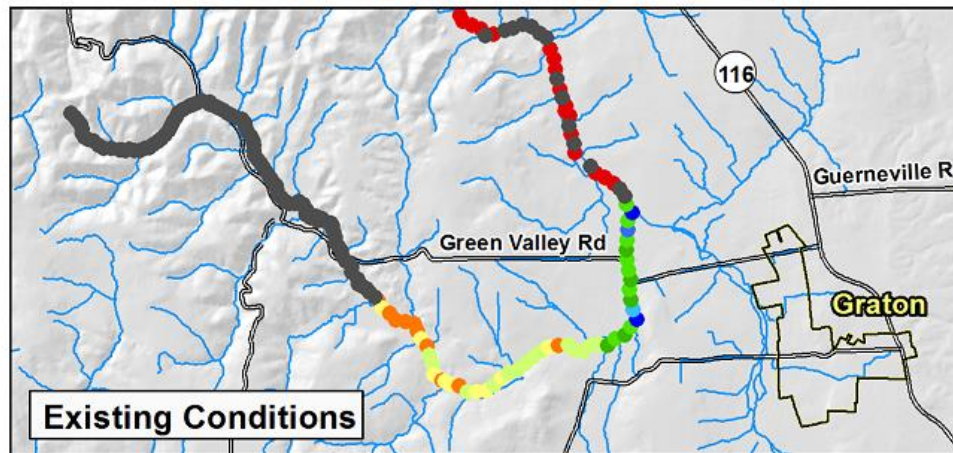 116
Guerneville R
Green Valley Rd
Graton
Existing Conditions